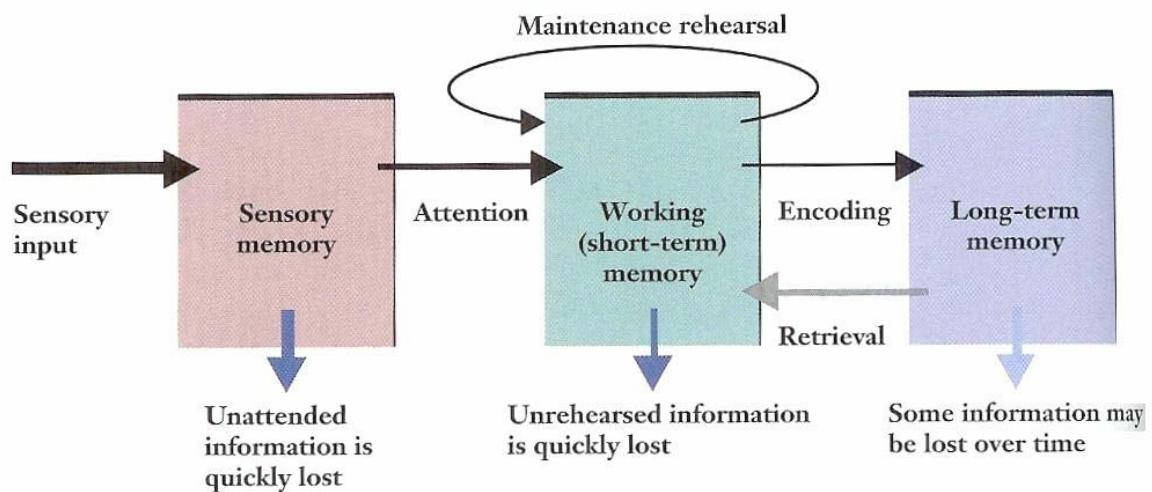 Maintenance rehearsal
Sensory
input
Sensory
memory
Attention
Working
(short-term)
memory
Encoding
Long-term
memory
Retrieval
Unattended
information is
quickly lost
Unrehearsed information
is quickly lost
Some information may
be lost over time